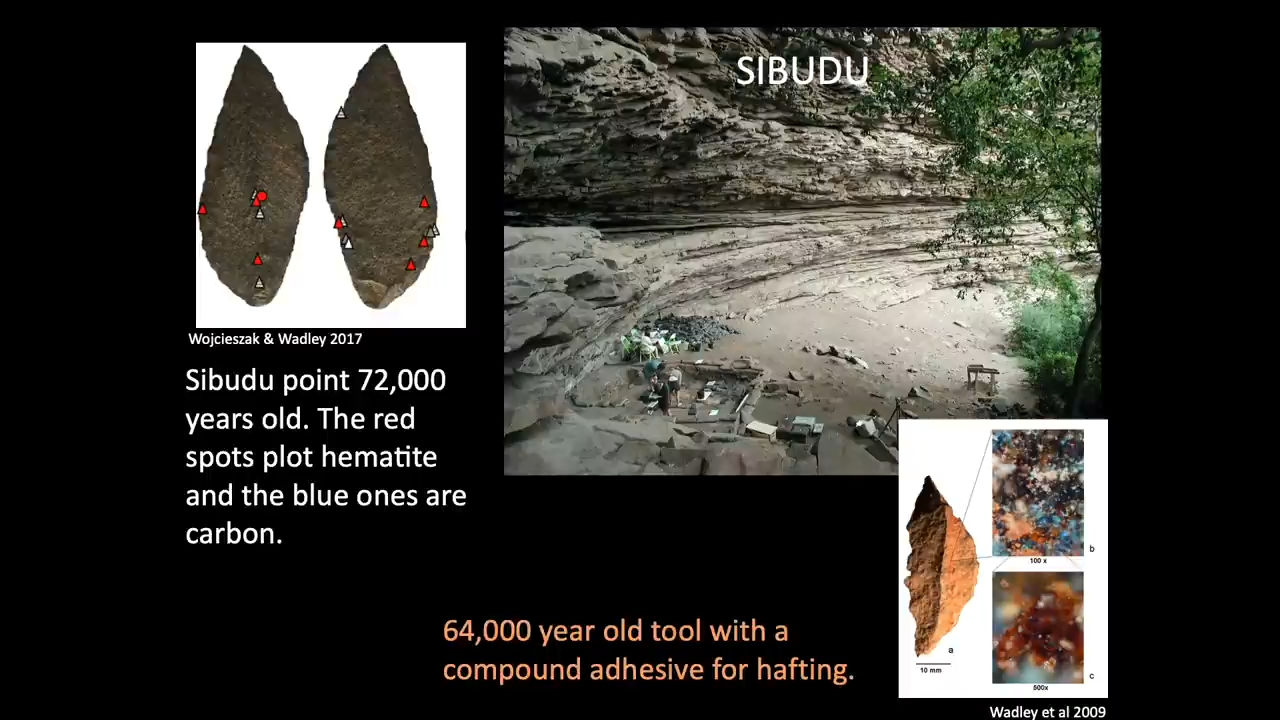 SIBUDU
Wojcieszak & Wadley 2017
Sibudu point 72,000
years old. The red
spots plot hematite
and the blue ones are
carbon.
64,000 year old tool with a
compound adhesive for hafting.
b
100 x
a
10 mm
c
500x
Wadley et al 2009